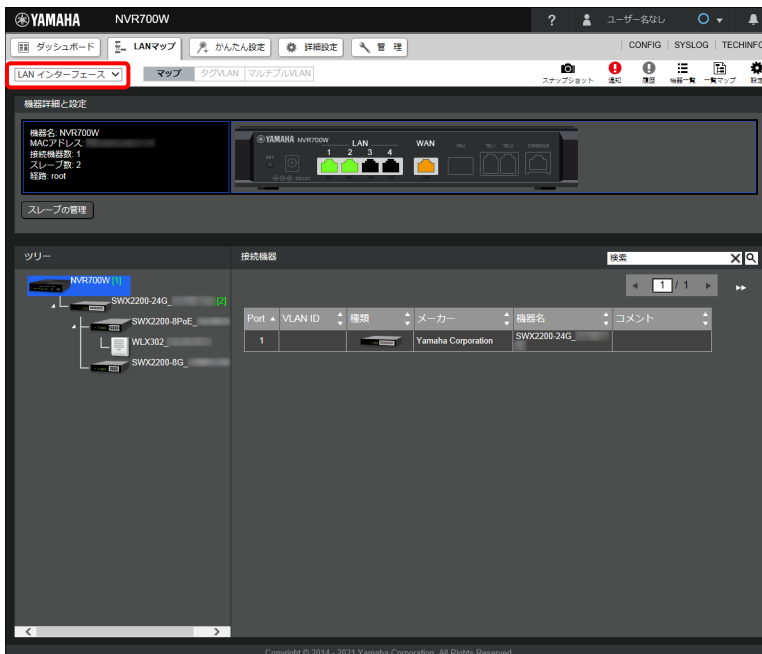 YAMAHA NVR700W ? ユーザー名なし
ダッシュボード LANマップ かんたん設定 詳細設定 管 理 CONFIG SYSLOG TECHINFO
LAN インターフェース マップ タグVLAN マルチプルVLAN スナップショット 通知 履歴 機器一覧 一覧マップ 設定
機器詳細と設定
機器名: NVR700W
MACアドレス:
接続機器数: 1
スレーブ数: 2
経路: root
YAMAHA NVR700W LAN WAN ONU TEL1 TEL2 CONSOLE
1 2 3 4
スレーブの管理
ツリー 接続機器 検索
NVR700W [1]
SWX2200-24G_ [2]
SWX2200-8PoE_
WLX302_
SWX2200-8G_
1 / 1
Port VLAN ID 種類 メーカー 機器名 コメント
1 Yamaha Corporation SWX2200-24G_
Copyright © 2014 - 2021 Yamaha Corporation. All Rights Reserved.